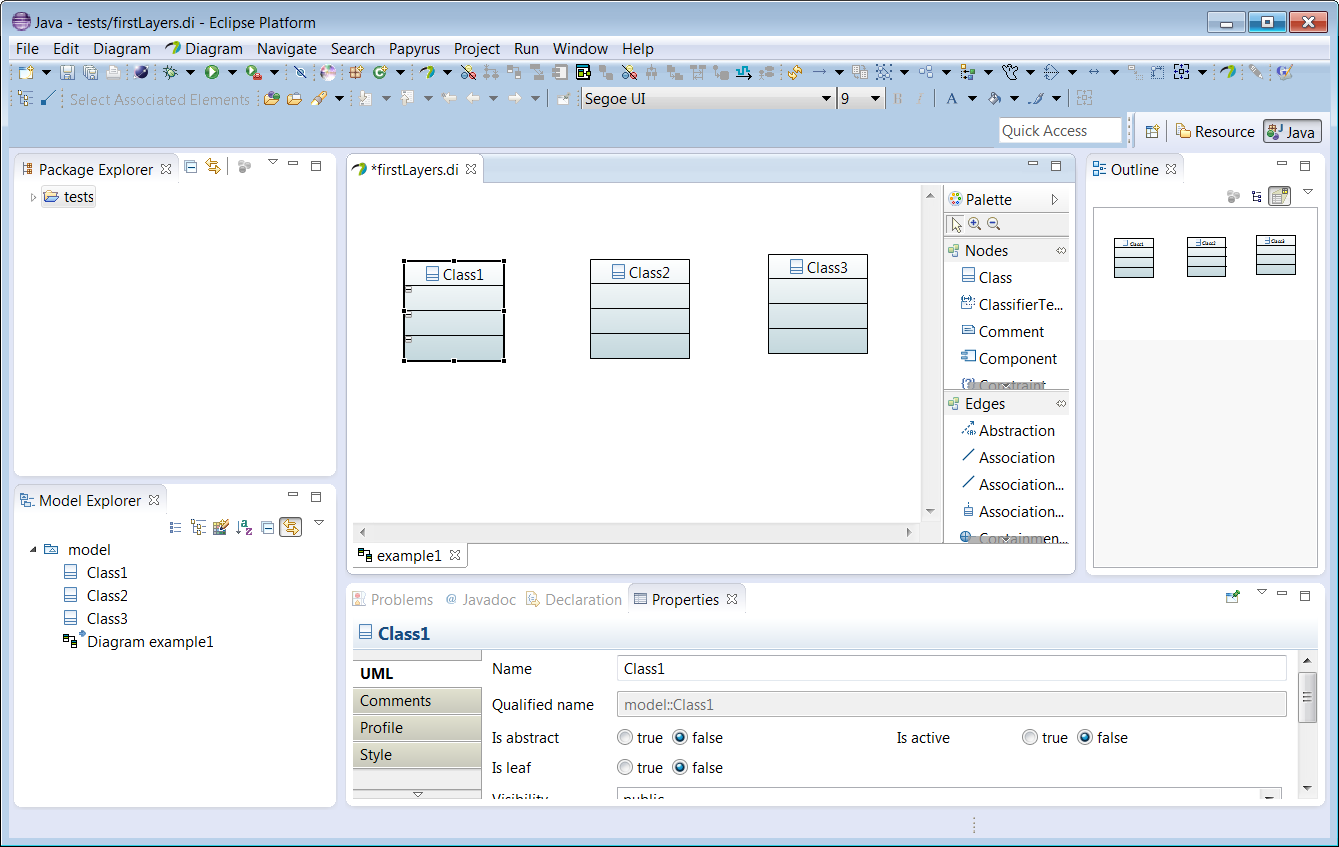 Java - tests/firstLayers.di - Eclipse Platform
File Edit Diagram Diagram Navigate Search Papyrus Project Run Window Help
Select Associated Elements Segoe UI 9 B I A
Quick Access Resource Java
Package Explorer
tests
*firstLayers.di
Class1
Class2
Class3
Palette
Nodes
Class
ClassifierTe...
Comment
Component
Constraint
Edges
Abstraction
Association
Association...
Association...
Containmen...
example1
Outline
Class1
Class2
Class3
Model Explorer
model
Class1
Class2
Class3
Diagram example1
Problems @ Javadoc Declaration Properties
Class1
UML
Comments
Profile
Style
Name Class1
Qualified name model::Class1
Is abstract true false Is active true false
Is leaf true false
Visibility public